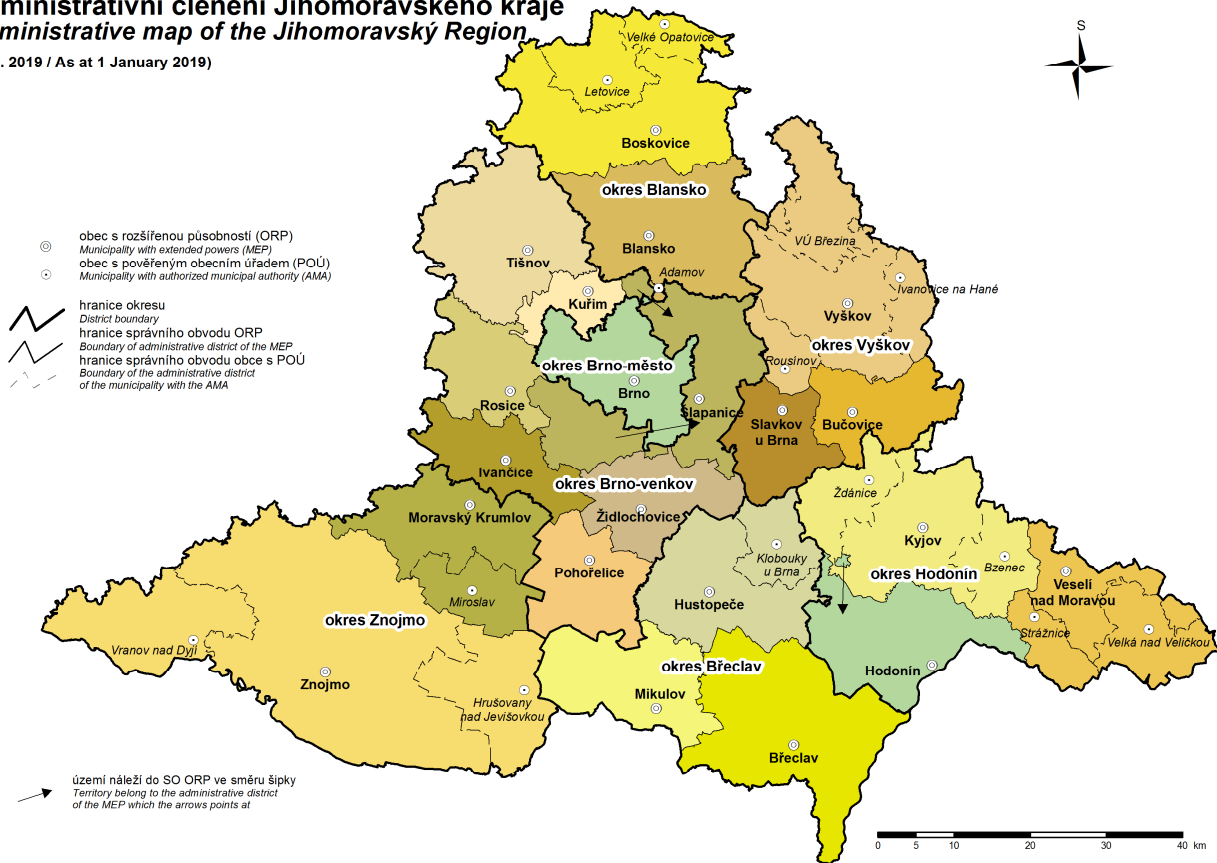 ministrativní členění Jihomoravského kraje
ministrative map of the Jihomoravský Region
. 2019 / As at 1 January 2019)
S
Velké Opatovice
Letovice
Boskovice
okres Blansko
Blansko
Adamov
Tišnov
Kuřim
VÚ Březina
Ivanovice na Hané
Vyškov
okres Vyškov
Rousínov
okres Brno-město
Brno
Rosice
Šlapanice
Slavkov
u Brna
Bučovice
Ivančice
okres Brno-venkov
Židlochovice
Moravský Krumlov
Pohořelice
Miroslav
Ždánice
Kyjov
Klobouky
u Brna
Bzenec
okres Hodonín
Hustopeče
Veselí
nad Moravou
Strážnice
Velká nad Veličkou
Hodonín
okres Znojmo
Vranov nad Dyjí
Znojmo
Hrušovany
nad Jevišovkou
okres Břeclav
Mikulov
Břeclav
obec s rozšířenou působností (ORP)
Municipality with extended powers (MEP)
obec s pověřeným obecním úřadem (POÚ)
Municipality with authorized municipal authority (AMA)
hranice okresu
District boundary
hranice správního obvodu ORP
Boundary of administrative district of the MEP
hranice správního obvodu obce s POÚ
Boundary of the administrative district
of the municipality with the AMA
území náleží do SO ORP ve směru šipky
Territory belong to the administrative district
of the MEP which the arrows points at
0 5 10 20 30 40 km